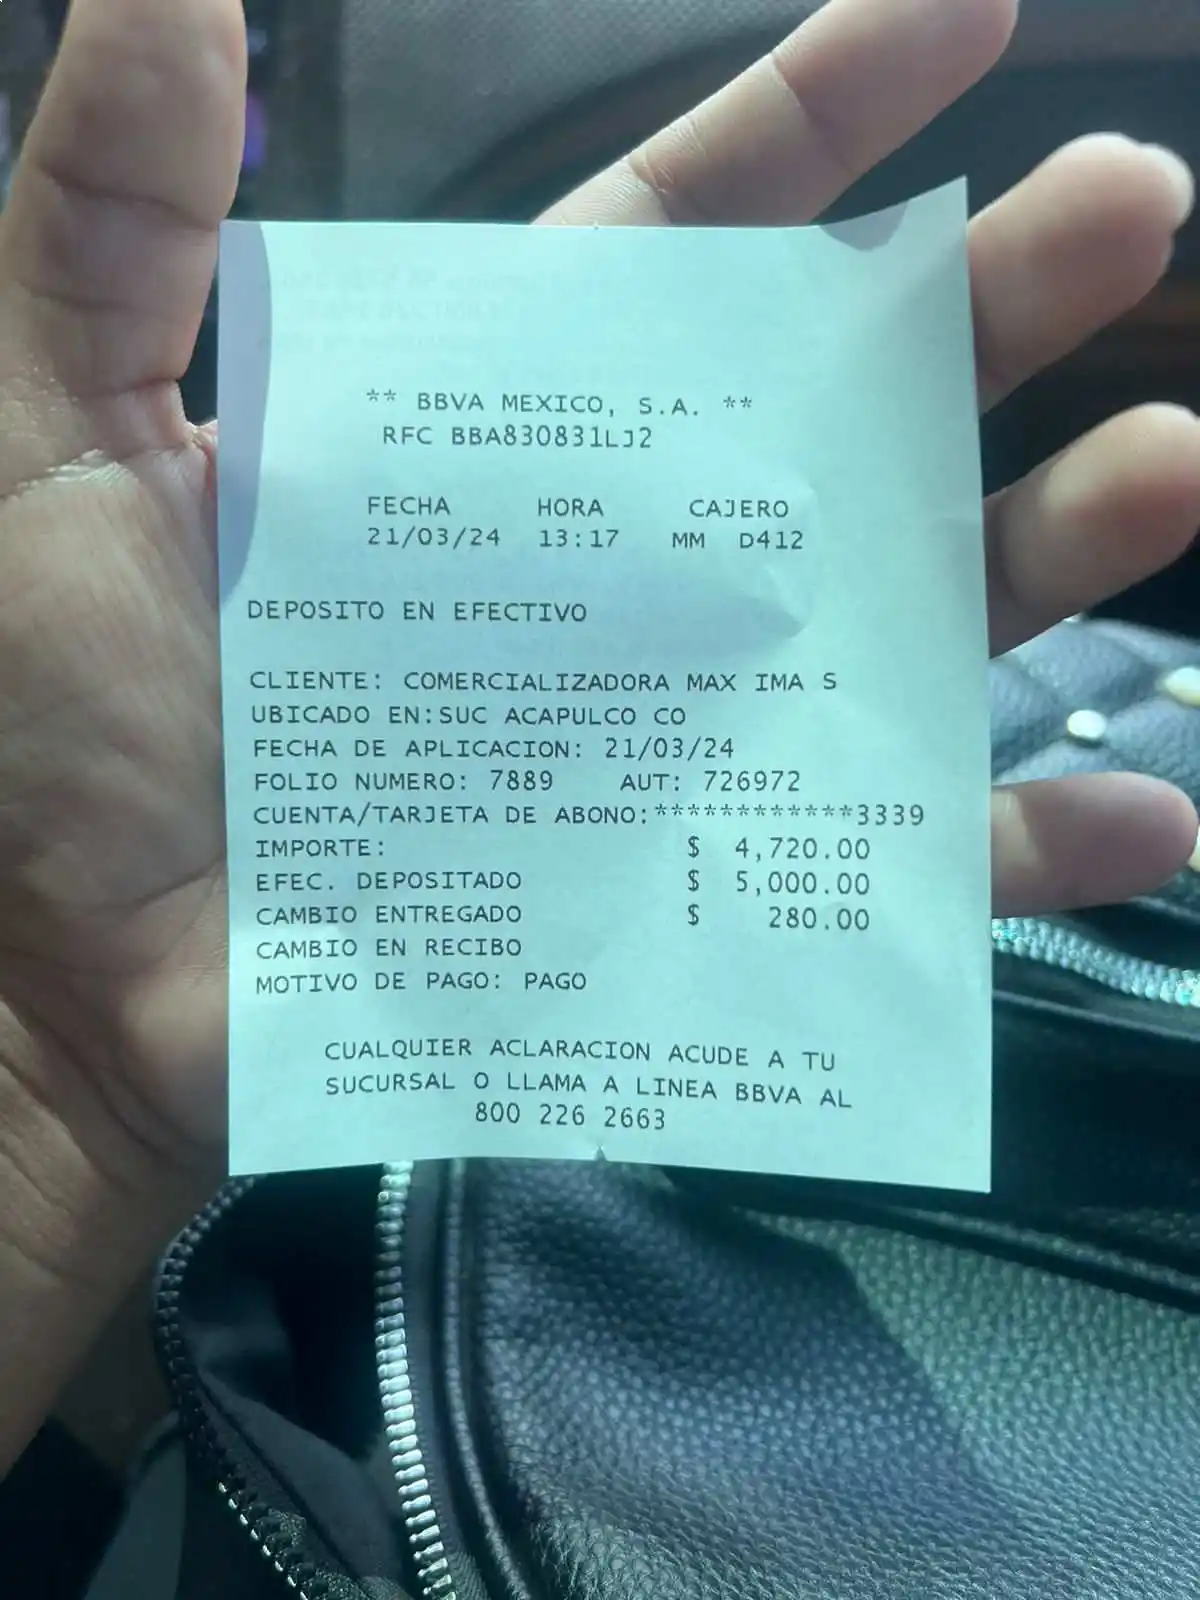 ** BBVA MEXICO, S.A. **
RFC BBA830831LJ2
FECHA HORA CAJERO
21/03/24 13:17 MM D412
DEPOSITO EN EFECTIVO
CLIENTE: COMERCIALIZADORA MAX IMA S
UBICADO EN:SUC ACAPULCO CO
FECHA DE APLICACION: 21/03/24
FOLIO NUMERO: 7889 AUT: 726972
CUENTA/TARJETA DE ABONO:************3339
IMPORTE: $ 4,720.00
EFEC. DEPOSITADO $ 5,000.00
CAMBIO ENTREGADO $ 280.00
CAMBIO EN RECIBO
MOTIVO DE PAGO: PAGO
CUALQUIER ACLARACION ACUDE A TU
SUCURSAL O LLAMA A LINEA BBVA AL
800 226 2663